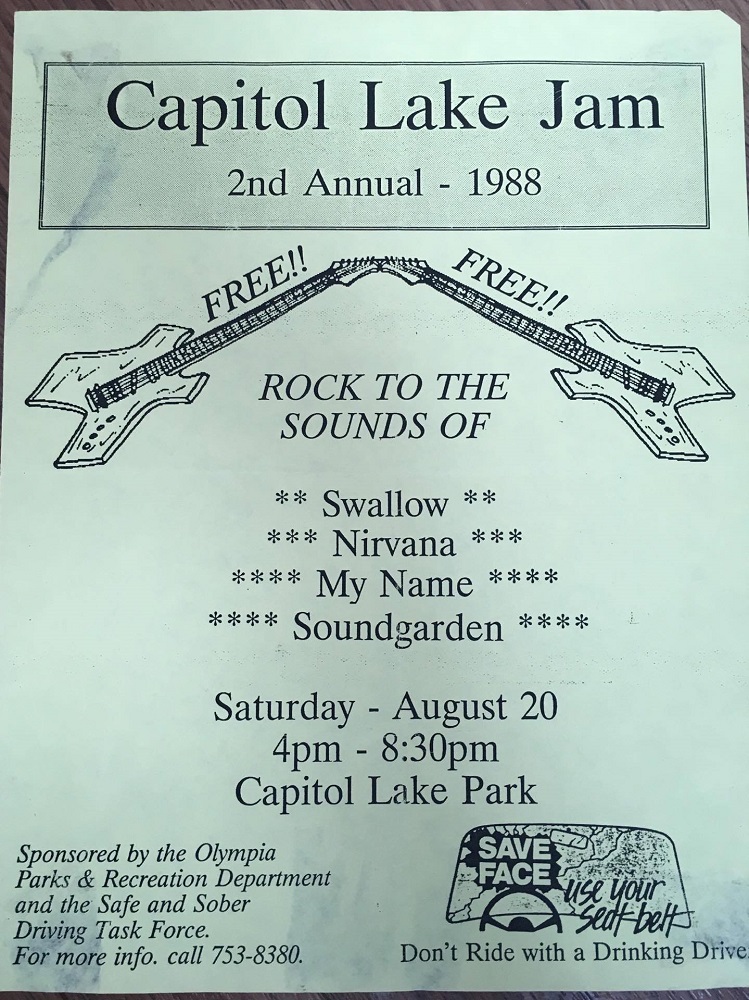 Capitol Lake Jam
2nd Annual - 1988
FREE!! FREE!!
ROCK TO THE
SOUNDS OF
** Swallow **
*** Nirvana ***
**** My Name ****
**** Soundgarden ****
Saturday - August 20
4pm - 8:30pm
Capitol Lake Park
Sponsored by the Olympia
Parks & Recreation Department
and the Safe and Sober
Driving Task Force.
For more info. call 753-8380.
SAVE
FACE
use your
seat-belt
Don't Ride with a Drinking Drive